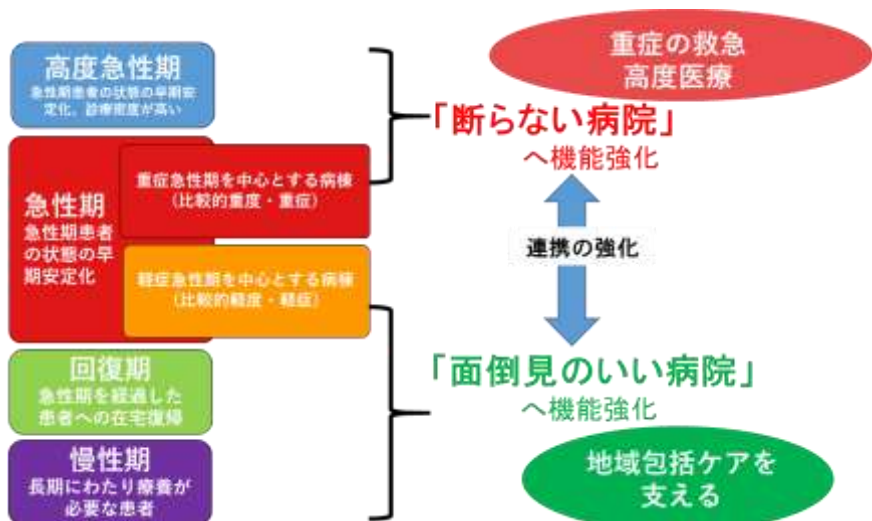 高度急性期
急性期患者の状態の早期安
定化、診療密度が高い
急性期
急性期患者
の状態の早
期安定化
重症急性期を中心とする病棟
(比較的重度・重症)
軽症急性期を中心とする病棟
(比較的軽度・軽症)
回復期
急性期を経過した
患者への在宅復帰
慢性期
長期にわたり療養が
必要な患者
重症の救急
高度医療
「断らない病院」
へ機能強化
連携の強化
「面倒見のいい病院」
へ機能強化
地域包括ケアを
支える